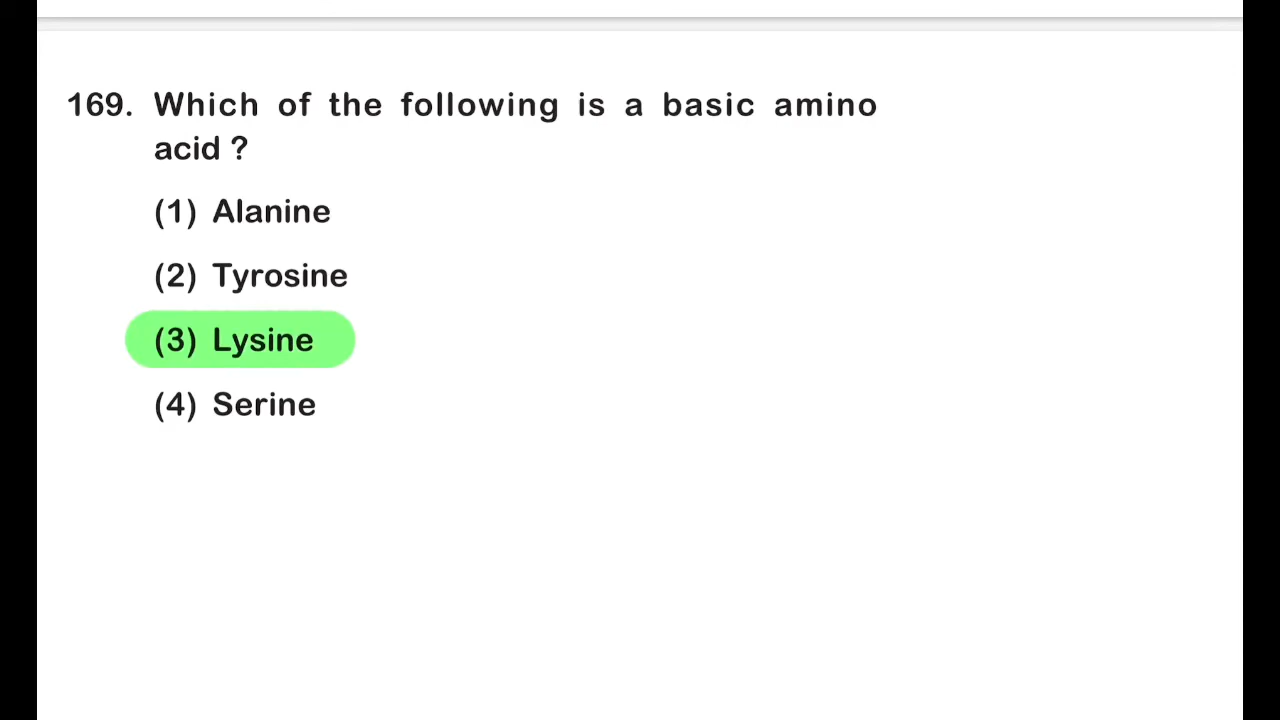 169. Which of the following is a basic amino
acid ?
(1) Alanine
(2) Tyrosine
(3) Lysine
(4) Serine